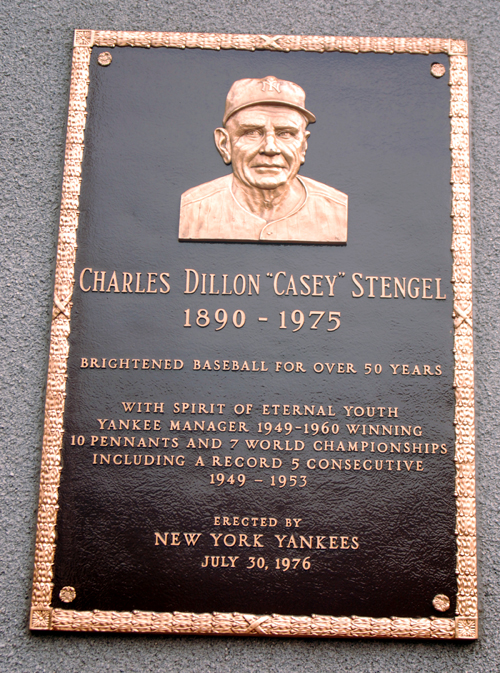 NY
CHARLES DILLON "CASEY" STENGEL
1890 - 1975
BRIGHTENED BASEBALL FOR OVER 50 YEARS
WITH SPIRIT OF ETERNAL YOUTH
YANKEE MANAGER 1949-1960 WINNING
10 PENNANTS AND 7 WORLD CHAMPIONSHIPS
INCLUDING A RECORD 5 CONSECUTIVE
1949 - 1953
ERECTED BY
NEW YORK YANKEES
JULY 30, 1976